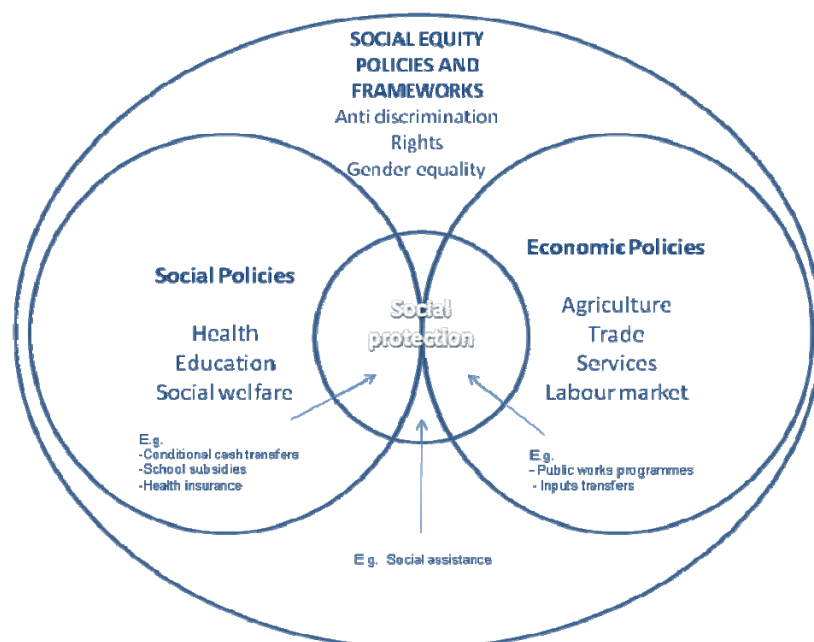 SOCIAL EQUITY
POLICIES AND
FRAMEWORKS
Anti discrimination
Rights
Gender equality
Social Policies
Health
Education
Social welfare
E.g.
-Conditional cash transfers
-School subsidies
-Health insurance
Social
protection
Economic Policies
Agriculture
Trade
Services
Labour market
E.g.
- Public works programmes
- Inputs transfers
E.g. Social assistance